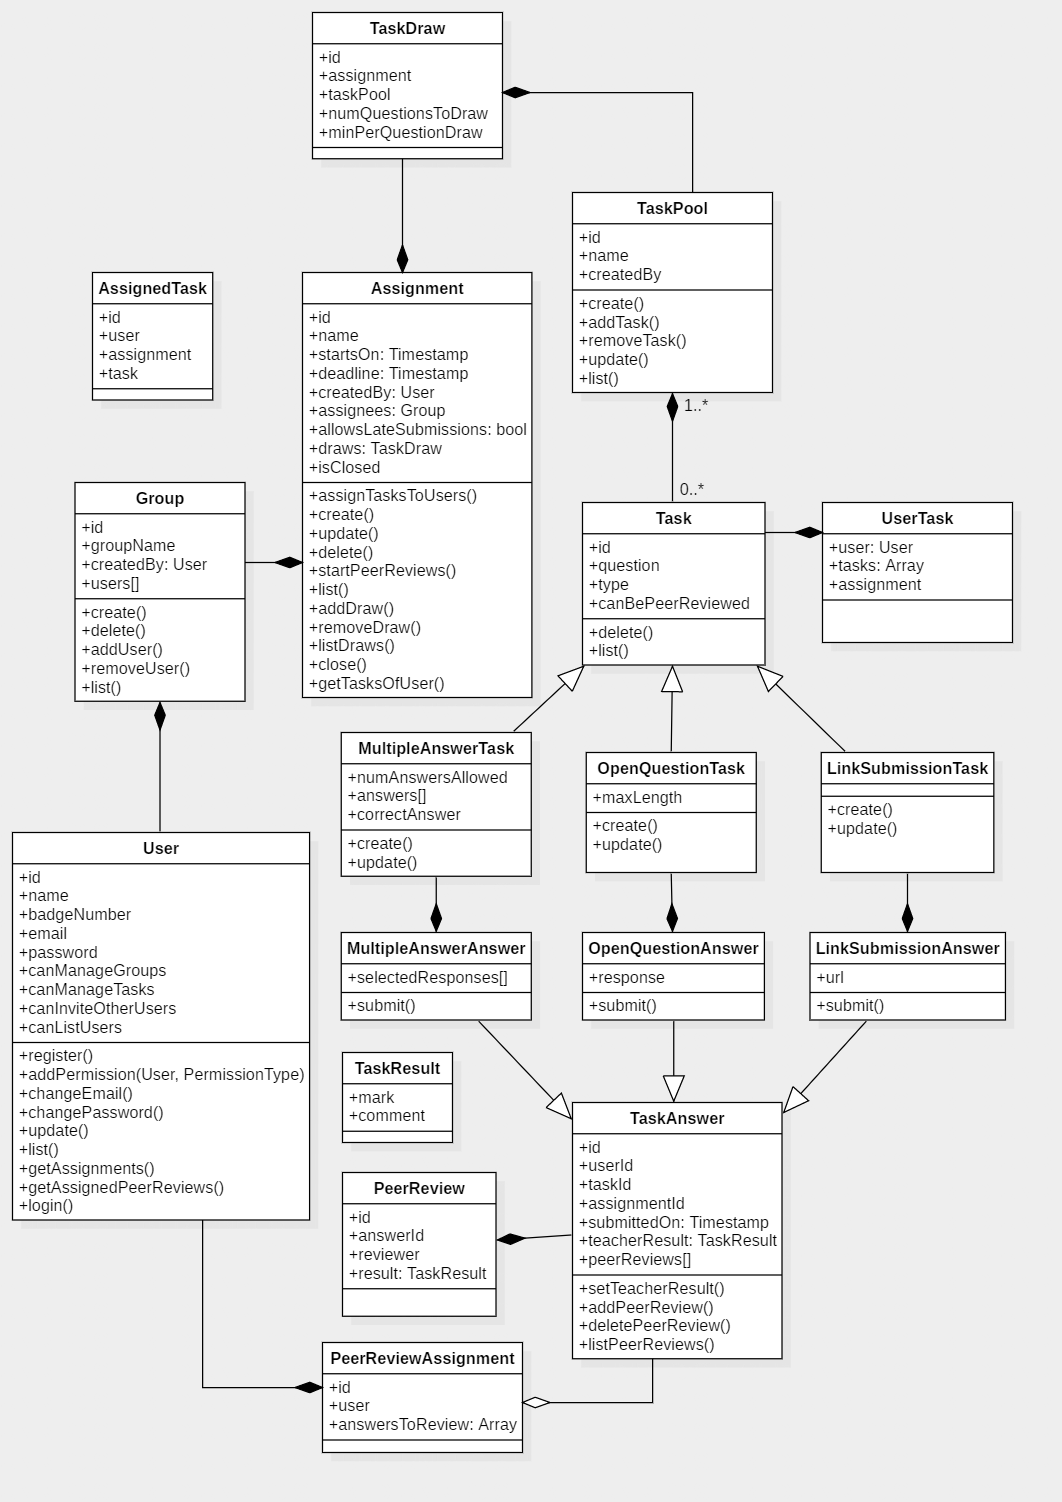 TaskDraw
+id
+assignment
+taskPool
+numQuestionsToDraw
+minPerQuestionDraw
TaskPool
+id
+name
+createdBy
+create()
+addTask()
+removeTask()
+update()
+list()
1..*
0..*
AssignedTask
+id
+user
+assignment
+task
Assignment
+id
+name
+startsOn: Timestamp
+deadline: Timestamp
+createdBy: User
+assignees: Group
+allowsLateSubmissions: bool
+draws: TaskDraw
+isClosed
+assignTasksToUsers()
+create()
+update()
+delete()
+startPeerReviews()
+list()
+addDraw()
+removeDraw()
+listDraws()
+close()
+getTasksOfUser()
Group
+id
+groupName
+createdBy: User
+users[]
+create()
+delete()
+addUser()
+removeUser()
+list()
Task
+id
+question
+type
+canBePeerReviewed
+delete()
+list()
UserTask
+user: User
+tasks: Array
+assignment
MultipleAnswerTask
+numAnswersAllowed
+answers[]
+correctAnswer
+create()
+update()
OpenQuestionTask
+maxLength
+create()
+update()
LinkSubmissionTask
+create()
+update()
User
+id
+name
+badgeNumber
+email
+password
+canManageGroups
+canManageTasks
+canInviteOtherUsers
+canListUsers
+register()
+addPermission(User, PermissionType)
+changeEmail()
+changePassword()
+update()
+list()
+getAssignments()
+getAssignedPeerReviews()
+login()
MultipleAnswerAnswer
+selectedResponses[]
+submit()
OpenQuestionAnswer
+response
+submit()
LinkSubmissionAnswer
+url
+submit()
TaskResult
+mark
+comment
TaskAnswer
+id
+userId
+taskId
+assignmentId
+submittedOn: Timestamp
+teacherResult: TaskResult
+peerReviews[]
+setTeacherResult()
+addPeerReview()
+deletePeerReview()
+listPeerReviews()
PeerReview
+id
+answerId
+reviewer
+result: TaskResult
PeerReviewAssignment
+id
+user
+answersToReview: Array